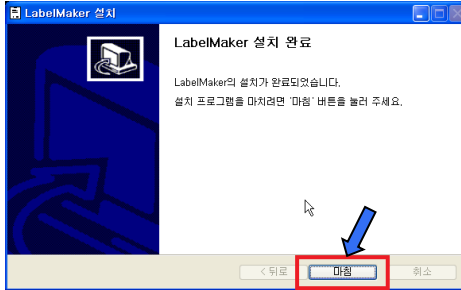 LabelMaker 설치
LabelMaker 설치 완료
LabelMaker의 설치가 완료되었습니다.
설치 프로그램을 마치려면 '마침' 버튼을 눌러 주세요.
< 뒤로
마침
취소